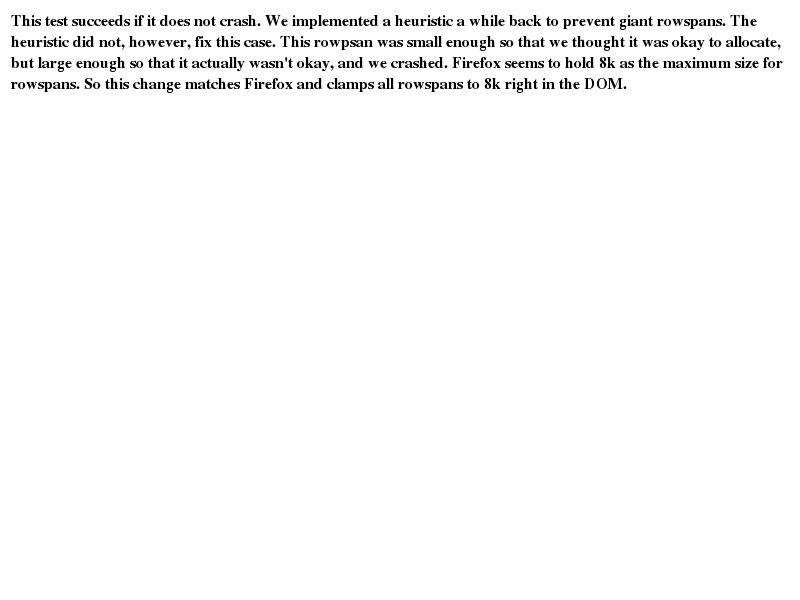 This test succeeds if it does not crash. We implemented a heuristic a while back to prevent giant rowspans. The
heuristic did not, however, fix this case. This rowpsan was small enough so that we thought it was okay to allocate,
but large enough so that it actually wasn't okay, and we crashed. Firefox seems to hold 8k as the maximum size for
rowspans. So this change matches Firefox and clamps all rowspans to 8k right in the DOM.